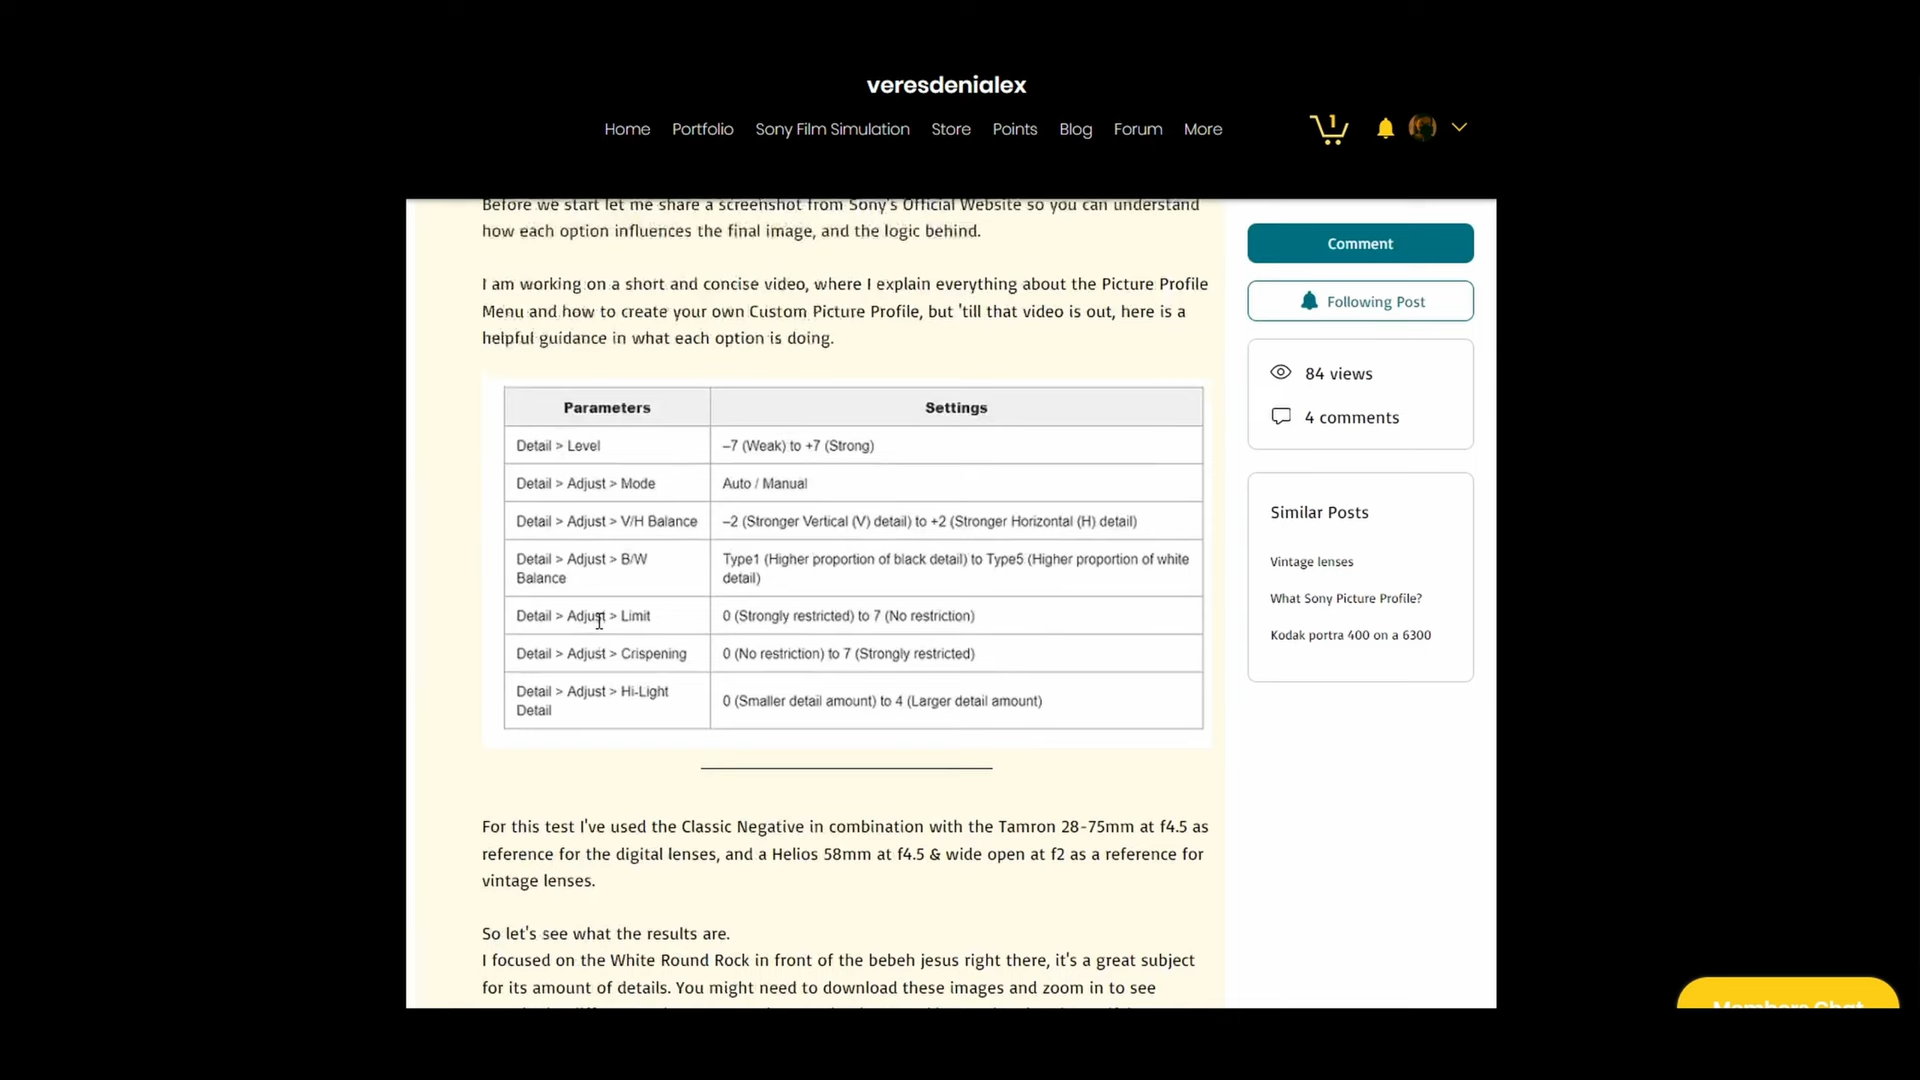 veresdenialex
Home Portfolio Sony Film Simulation Store Points Blog Forum More
1
Before we start let me share a screenshot from Sony's Official Website so you can understand
how each option influences the final image, and the logic behind.
I am working on a short and concise video, where I explain everything about the Picture Profile
Menu and how to create your own Custom Picture Profile, but 'till that video is out, here is a
helpful guidance in what each option is doing.
Parameters Settings
Detail > Level –7 (Weak) to +7 (Strong)
Detail > Adjust > Mode Auto / Manual
Detail > Adjust > V/H Balance –2 (Stronger Vertical (V) detail) to +2 (Stronger Horizontal (H) detail)
Detail > Adjust > B/W
Balance
Type1 (Higher proportion of black detail) to Type5 (Higher proportion of white
detail)
Detail > Adjust > Limit 0 (Strongly restricted) to 7 (No restriction)
Detail > Adjust > Crispening 0 (No restriction) to 7 (Strongly restricted)
Detail > Adjust > Hi-Light
Detail
0 (Smaller detail amount) to 4 (Larger detail amount)
For this test I've used the Classic Negative in combination with the Tamron 28-75mm at f4.5 as
reference for the digital lenses, and a Helios 58mm at f4.5 & wide open at f2 as a reference for
vintage lenses.
So let's see what the results are.
I focused on the White Round Rock in front of the bebeh jesus right there, it's a great subject
for its amount of details. You might need to download these images and zoom in to see
Comment
Following Post
84 views
4 comments
Similar Posts
Vintage lenses
What Sony Picture Profile?
Kodak portra 400 on a 6300
Members Chat